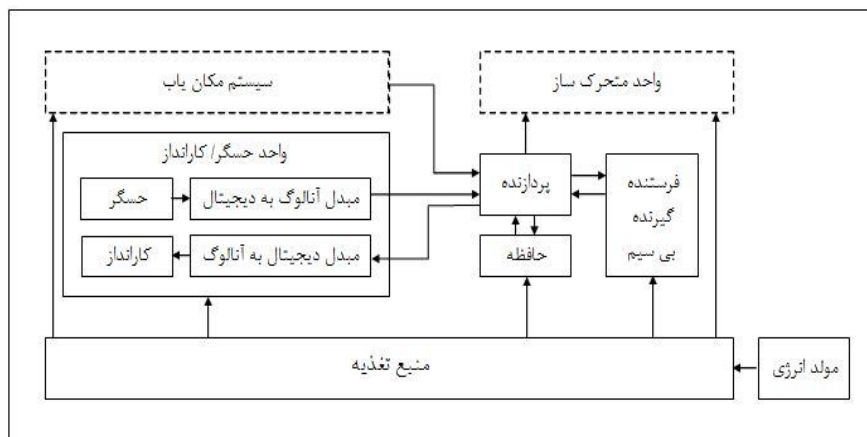 سیستم مکان یاب
واحد متحرک ساز
واحد حسگر/ کارانداز
حسگر
مبدل آنالوگ به دیجیتال
پردازنده
فرستنده
گیرنده
بی سیم
کارانداز
مبدل دیجیتال به آنالوگ
حافظه
منبع تغذیه
مولد انرژی